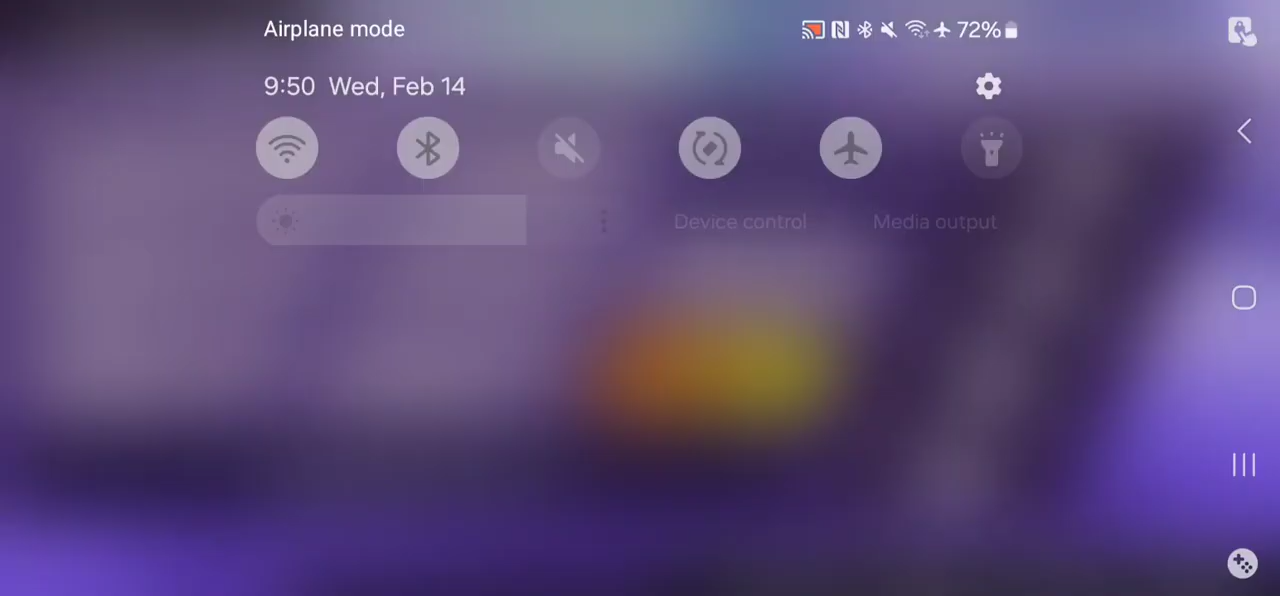 Airplane mode
72%
9:50 Wed, Feb 14
Device control
Media output